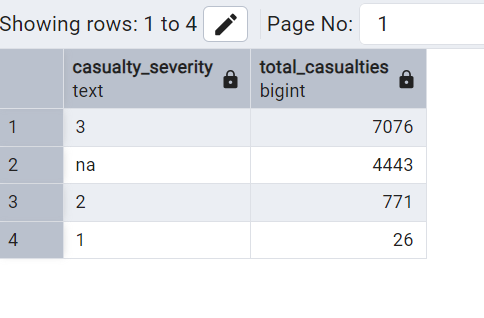 Showing rows: 1 to 4 Page No: 1
casualty_severity total_casualties
text bigint
1 3 7076
2 na 4443
3 2 771
4 1 26